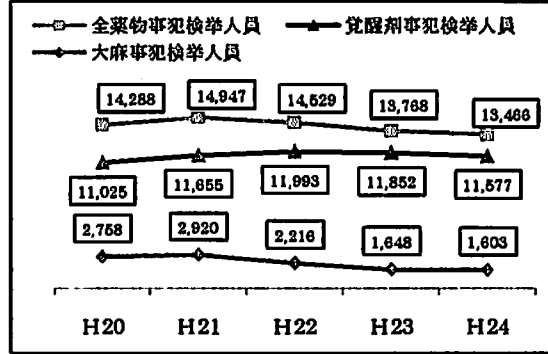 全薬物事犯検挙人員 覚醒剤事犯検挙人員
大麻事犯検挙人員
14,288 14,947 14,529 13,768 13,466
11,025 11,655 11,993 11,852 11,577
2,758 2,920 2,216 1,648 1,603
H20 H21 H22 H23 H24